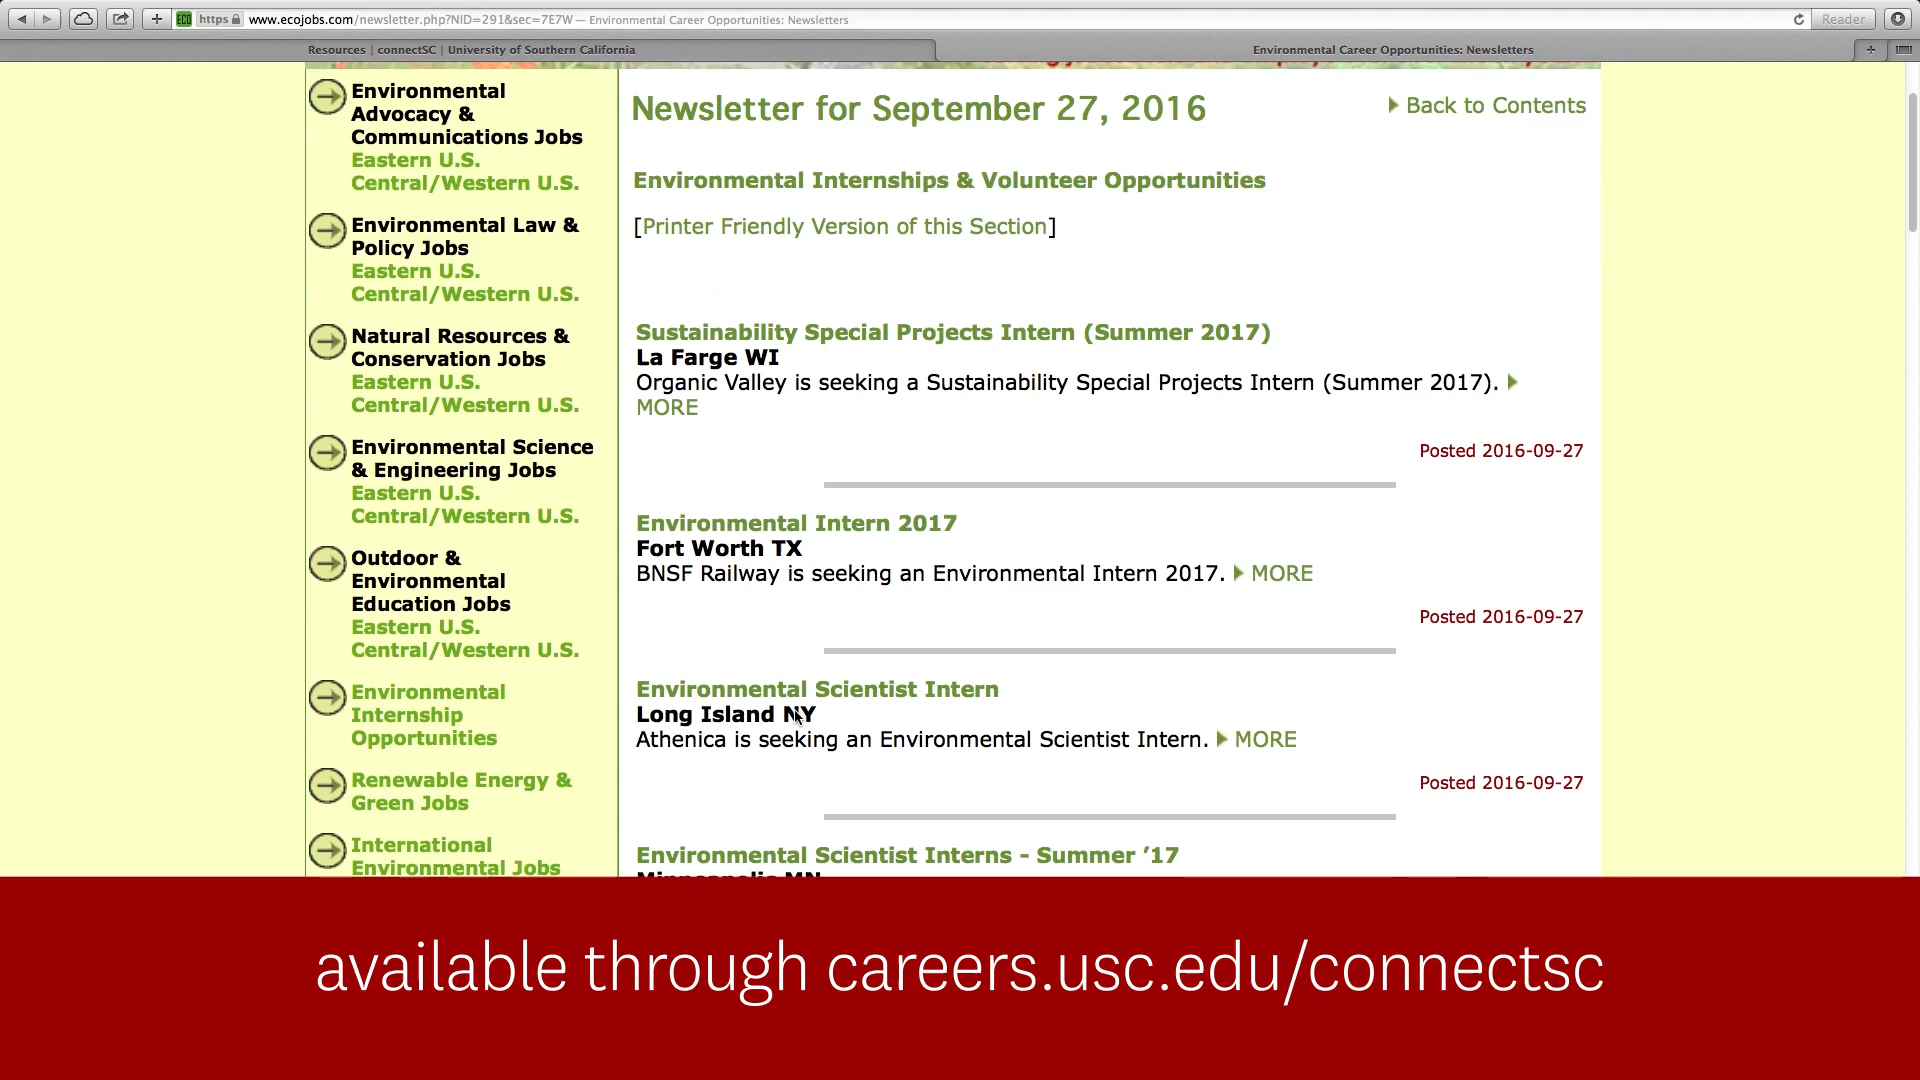 ECO https www.ecojobs.com/newsletter.php?NID=291&sec=7E7W — Environmental Career Opportunities: Newsletters
Reader
Resources | connectSC | University of Southern California
Environmental Career Opportunities: Newsletters
Environmental
Advocacy &
Communications Jobs
Eastern U.S.
Central/Western U.S.
Environmental Law &
Policy Jobs
Eastern U.S.
Central/Western U.S.
Natural Resources &
Conservation Jobs
Eastern U.S.
Central/Western U.S.
Environmental Science
& Engineering Jobs
Eastern U.S.
Central/Western U.S.
Outdoor &
Environmental
Education Jobs
Eastern U.S.
Central/Western U.S.
Environmental
Internship
Opportunities
Renewable Energy &
Green Jobs
International
Environmental Jobs
Newsletter for September 27, 2016
Back to Contents
Environmental Internships & Volunteer Opportunities
[Printer Friendly Version of this Section]
Sustainability Special Projects Intern (Summer 2017)
La Farge WI
Organic Valley is seeking a Sustainability Special Projects Intern (Summer 2017).
MORE
Posted 2016-09-27
Environmental Intern 2017
Fort Worth TX
BNSF Railway is seeking an Environmental Intern 2017. MORE
Posted 2016-09-27
Environmental Scientist Intern
Long Island NY
Athenica is seeking an Environmental Scientist Intern. MORE
Posted 2016-09-27
Environmental Scientist Interns - Summer ’17
Minneapolis MN
available through careers.usc.edu/connectsc